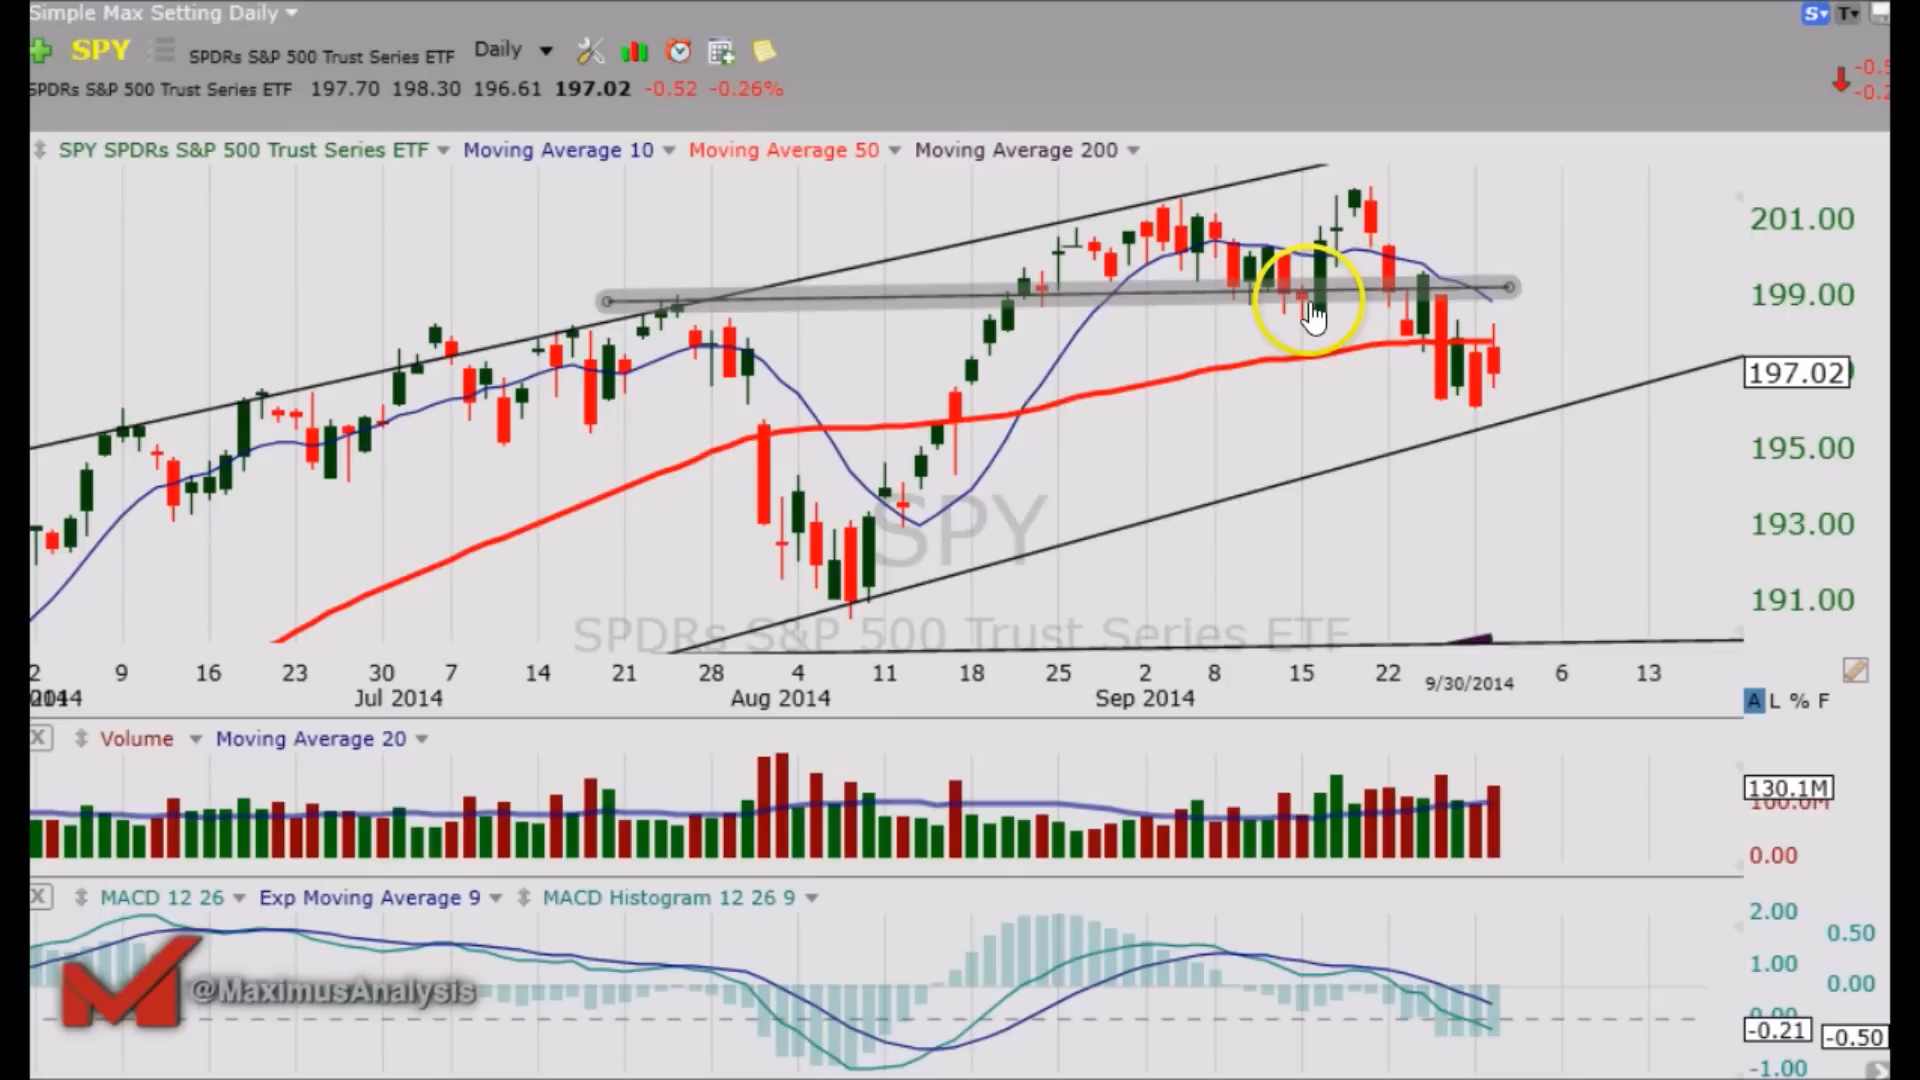 Simple Max Setting Daily
S T
SPY SPDRs S&P 500 Trust Series ETF Daily
SPDRs S&P 500 Trust Series ETF 197.70 198.30 196.61 197.02 -0.52 -0.26%
SPY SPDRs S&P 500 Trust Series ETF Moving Average 10 Moving Average 50 Moving Average 200
201.00
199.00
197.02
195.00
193.00
191.00
SPY
SPDRs S&P 500 Trust Series ETF
2 9 16 23 30 7 14 21 28 4 11 18 25 2 8 15 22 9/30/2014 6 13
Jul 2014 Aug 2014 Sep 2014
A L % F
X Volume Moving Average 20
130.1M
100.0M
0.00
X MACD 12 26 Exp Moving Average 9 MACD Histogram 12 26 9
2.00
0.50
1.00
0.00
0.00
-0.21 -0.50
-1.00
@MaximusAnalysis